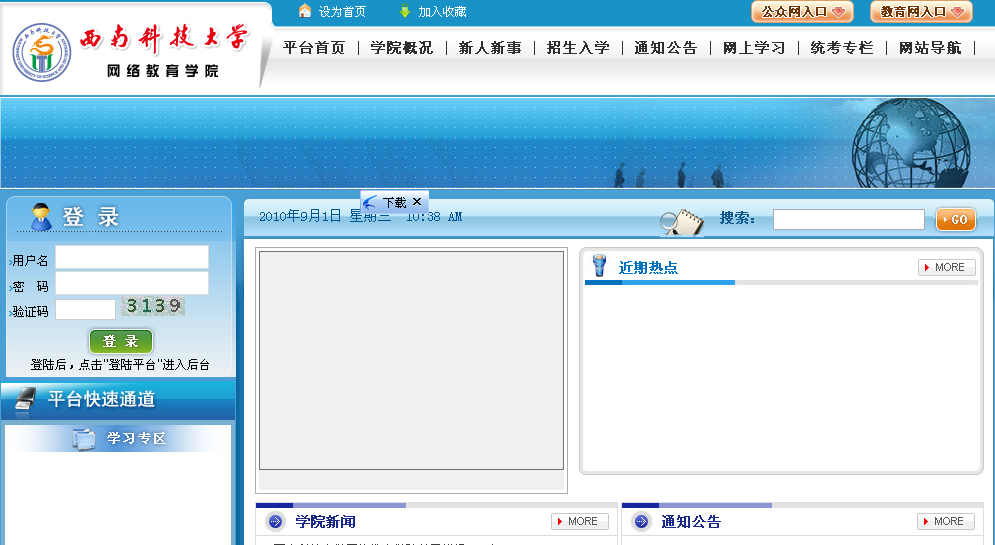 设为首页 加入收藏 公众网入口 教育网入口
西南科技大学
网络教育学院
平台首页 | 学院概况 | 新人新事 | 招生入学 | 通知公告 | 网上学习 | 统考专栏 | 网站导航 |
登 录
2010年9月1日 星期三 10:38 AM
下载 ×
搜索: GO
用户名
密 码
验证码 3139
登 录
登陆后，点击"登陆平台"进入后台
近期热点 MORE
平台快速通道
学习专区
学院新闻 MORE
通知公告 MORE